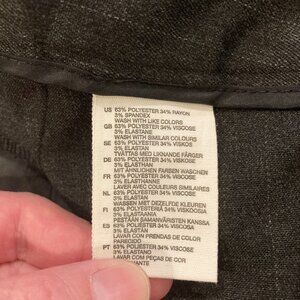 US 63% POLYESTER 34% RAYON
3% SPANDEX
WASH WITH LIKE COLORS
GB 63% POLYESTER 34% VISCOSE
3% ELASTANE
WASH WITH SIMILAR COLOURS
SE 63% POLYESTER 34% VISKOS
3% ELASTAN
TVÄTTAS MED LIKNANDE FÄRGER
DE 63% POLYESTER 34% VISKOSE
3% ELASTHAN
MIT ÄHNLICHEN FARBEN WASCHEN
FR 63% POLYESTER 34% VISCOSE
3% ELASTHANNE
LAVER AVEC COULEURS SIMILAIRES
NL 63% POLYESTER 34% VISCOSE
3% ELASTAAN
WASSEN MET DEZELFDE KLEUREN
FI 63% POLYESTERIA 34% VISKOOSIA
3% ELASTAANIA
PESTÄÄN SAMANVÄRISTEN KANSSA
ES 63% POLIÉSTER 34% VISCOSA
3% ELASTANO
LAVAR CON PRENDAS DE COLOR
PARECIDO
PT 63% POLIÉSTER 34% VISCOSE
3% ELASTANO
LAVAR COM PEÇAS DE COR